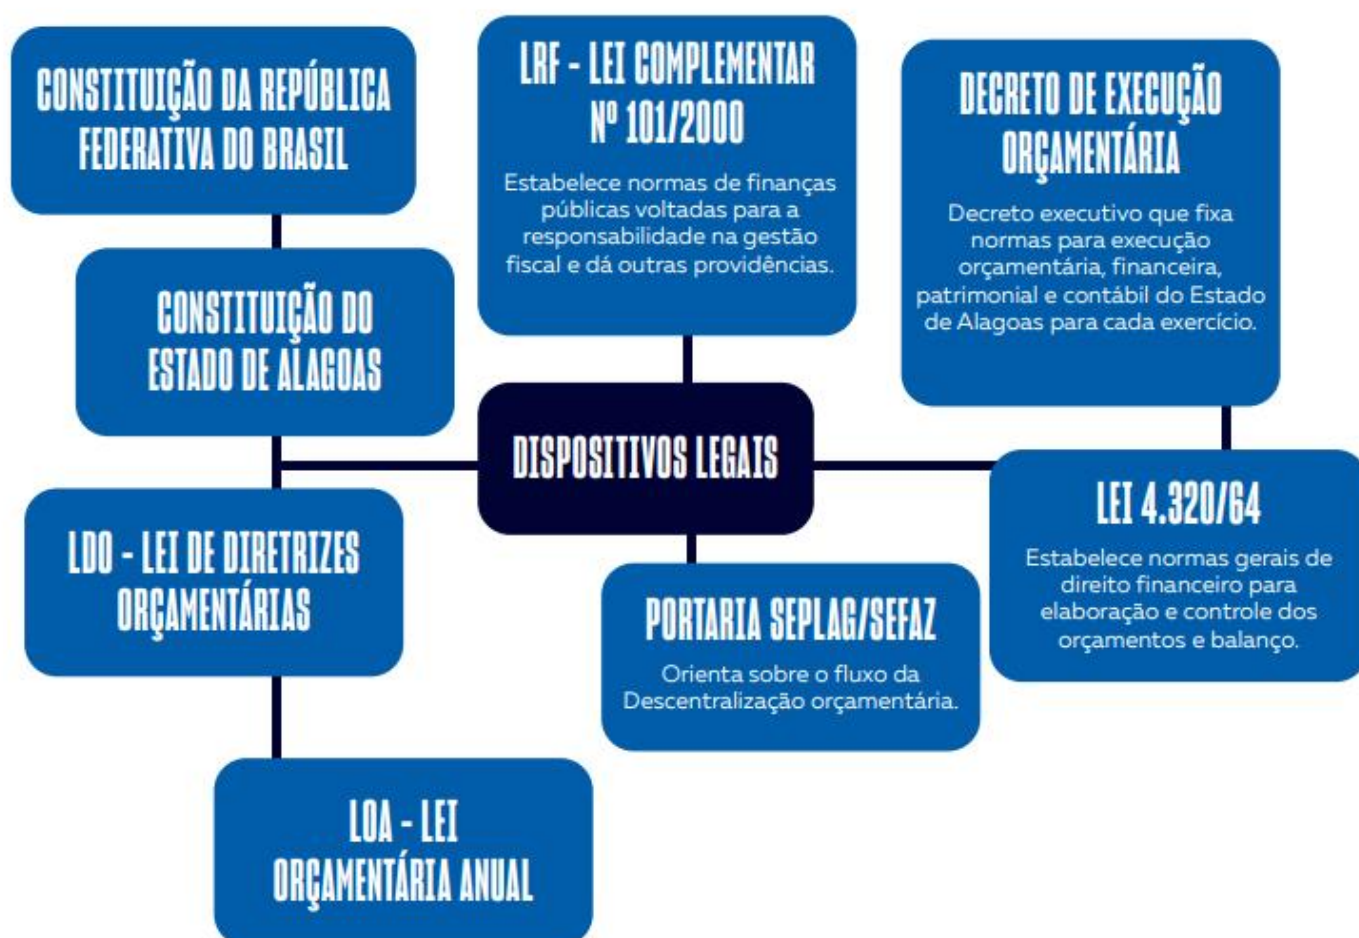 CONSTITUIÇÃO DA REPÚBLICA
FEDERATIVA DO BRASIL
CONSTITUIÇÃO DO
ESTADO DE ALAGOAS
LDO - LEI DE DIRETRIZES
ORÇAMENTÁRIAS
LOA - LEI
ORÇAMENTÁRIA ANUAL
LRF - LEI COMPLEMENTAR
Nº 101/2000
Estabelece normas de finanças
públicas voltadas para a
responsabilidade na gestão
fiscal e dá outras providências.
DISPOSITIVOS LEGAIS
PORTARIA SEPLAG/SEFAZ
Orienta sobre o fluxo da
Descentralização orçamentária.
DECRETO DE EXECUÇÃO
ORÇAMENTÁRIA
Decreto executivo que fixa
normas para execução
orçamentária, financeira,
patrimonial e contábil do Estado
de Alagoas para cada exercício.
LEI 4.320/64
Estabelece normas gerais de
direito financeiro para
elaboração e controle dos
orçamentos e balanço.